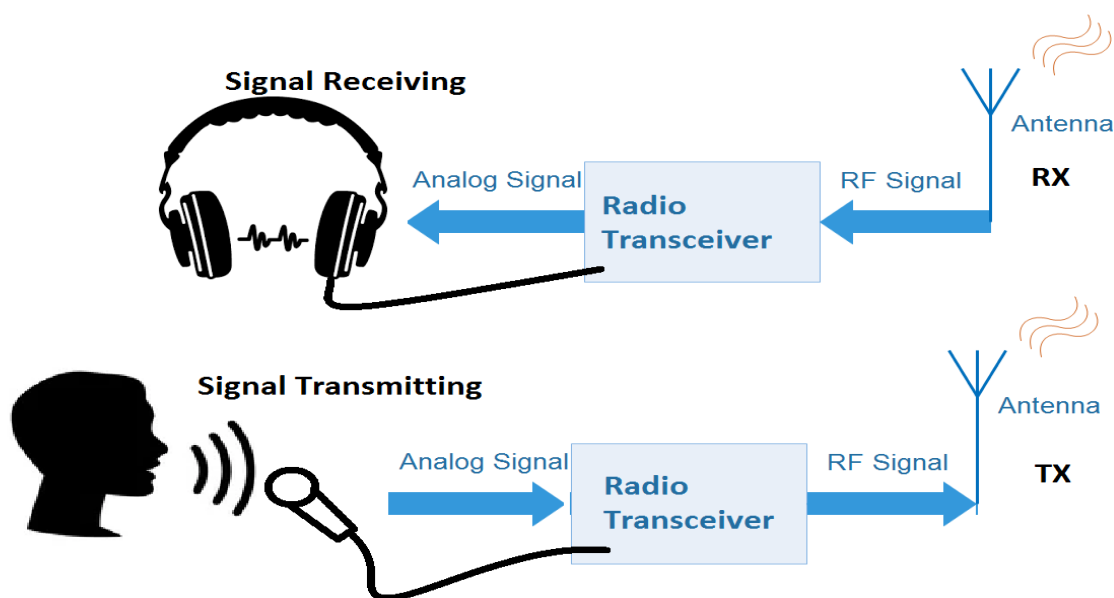 Signal Receiving
Analog Signal
Radio
Transceiver
RF Signal
Antenna
RX
Signal Transmitting
Analog Signal
Radio
Transceiver
RF Signal
Antenna
TX